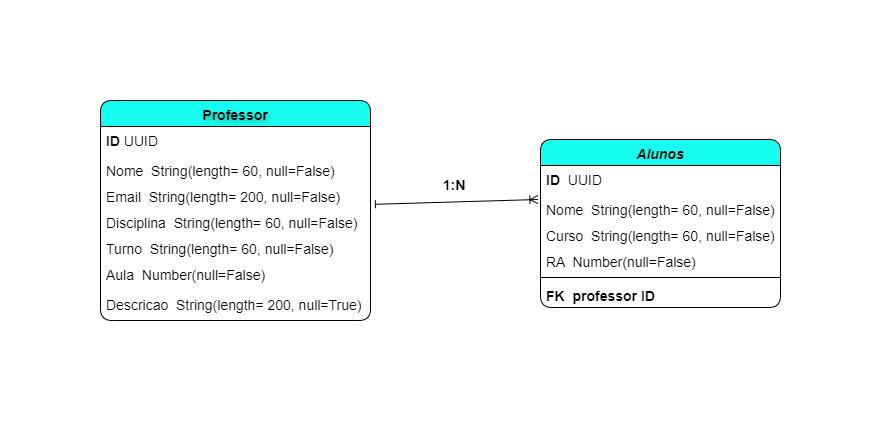 Professor
ID UUID
Nome String(length= 60, null=False)
Email String(length= 200, null=False)
Disciplina String(length= 60, null=False)
Turno String(length= 60, null=False)
Aula Number(null=False)
Descricao String(length= 200, null=True)
1:N
Alunos
ID UUID
Nome String(length= 60, null=False)
Curso String(length= 60, null=False)
RA Number(null=False)
FK professor ID